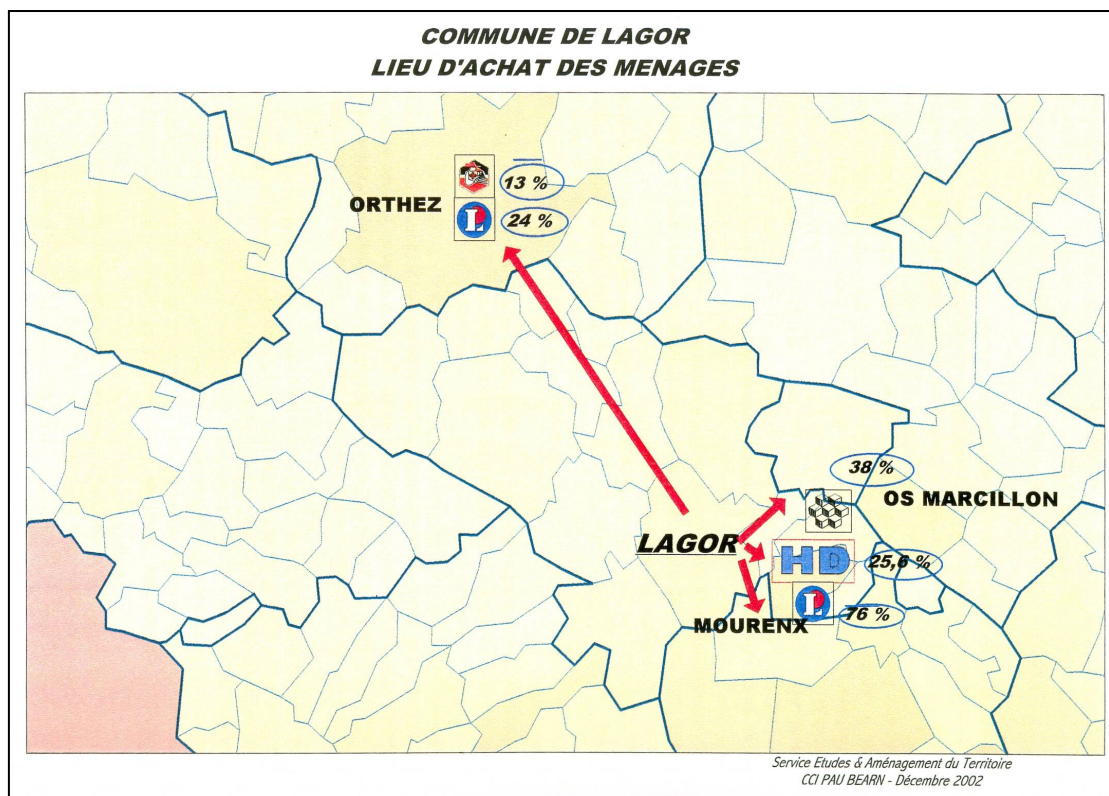 COMMUNE DE LAGOR
LIEU D'ACHAT DES MENAGES
13 %
ORTHEZ
L
24 %
38 %
OS MARCILLON
LAGOR
HD
25,6 %
L
76 %
MOURENX
Service Etudes & Aménagement du Territoire
CCI PAU BEARN - Décembre 2002